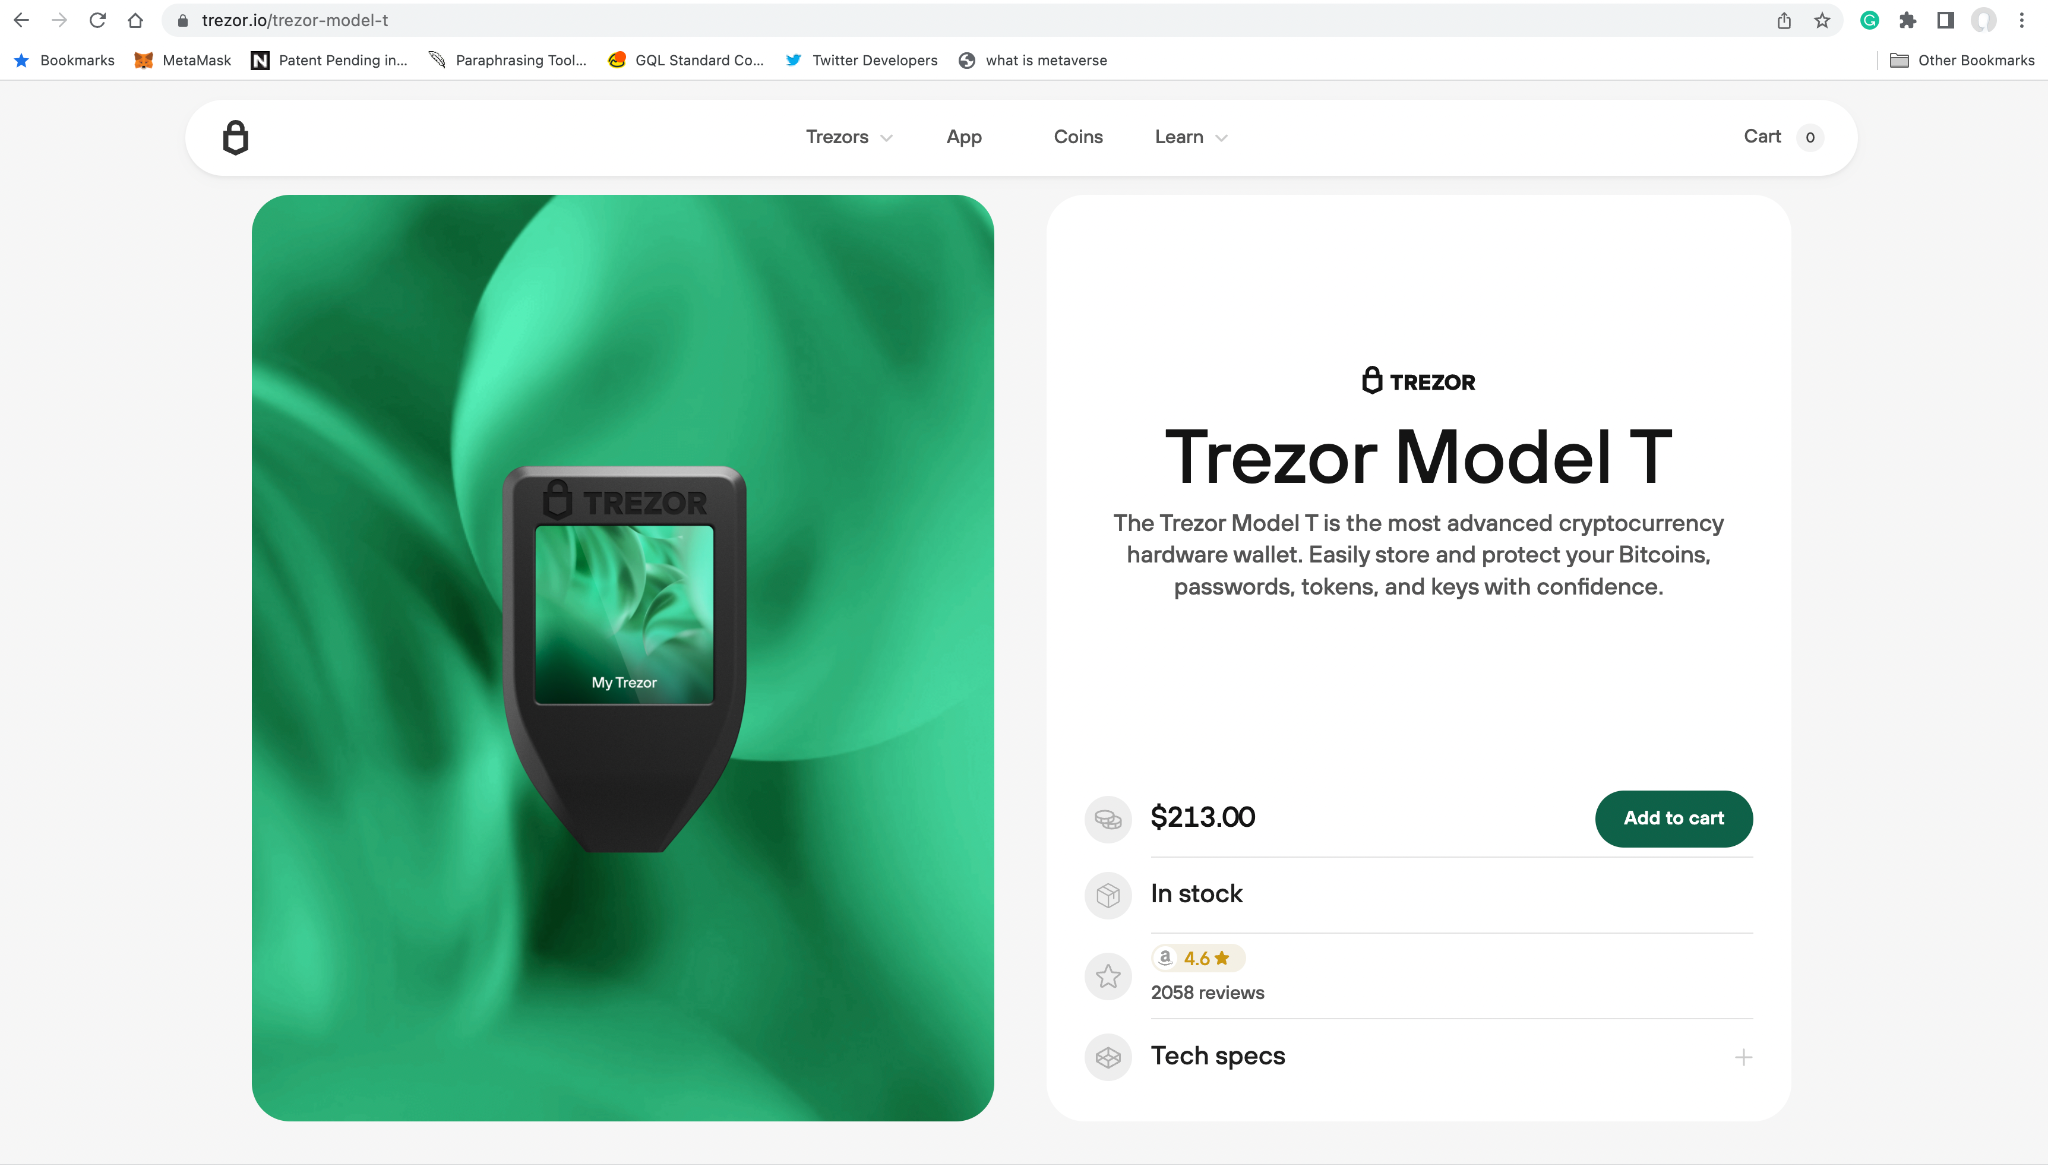 trezor.io/trezor-model-t
Bookmarks MetaMask Patent Pending in... Paraphrasing Tool... GQL Standard Co... Twitter Developers what is metaverse Other Bookmarks
Trezors App Coins Learn Cart 0
TREZOR
My Trezor
TREZOR
Trezor Model T
The Trezor Model T is the most advanced cryptocurrency
hardware wallet. Easily store and protect your Bitcoins,
passwords, tokens, and keys with confidence.
$213.00 Add to cart
In stock
a 4.6
2058 reviews
Tech specs